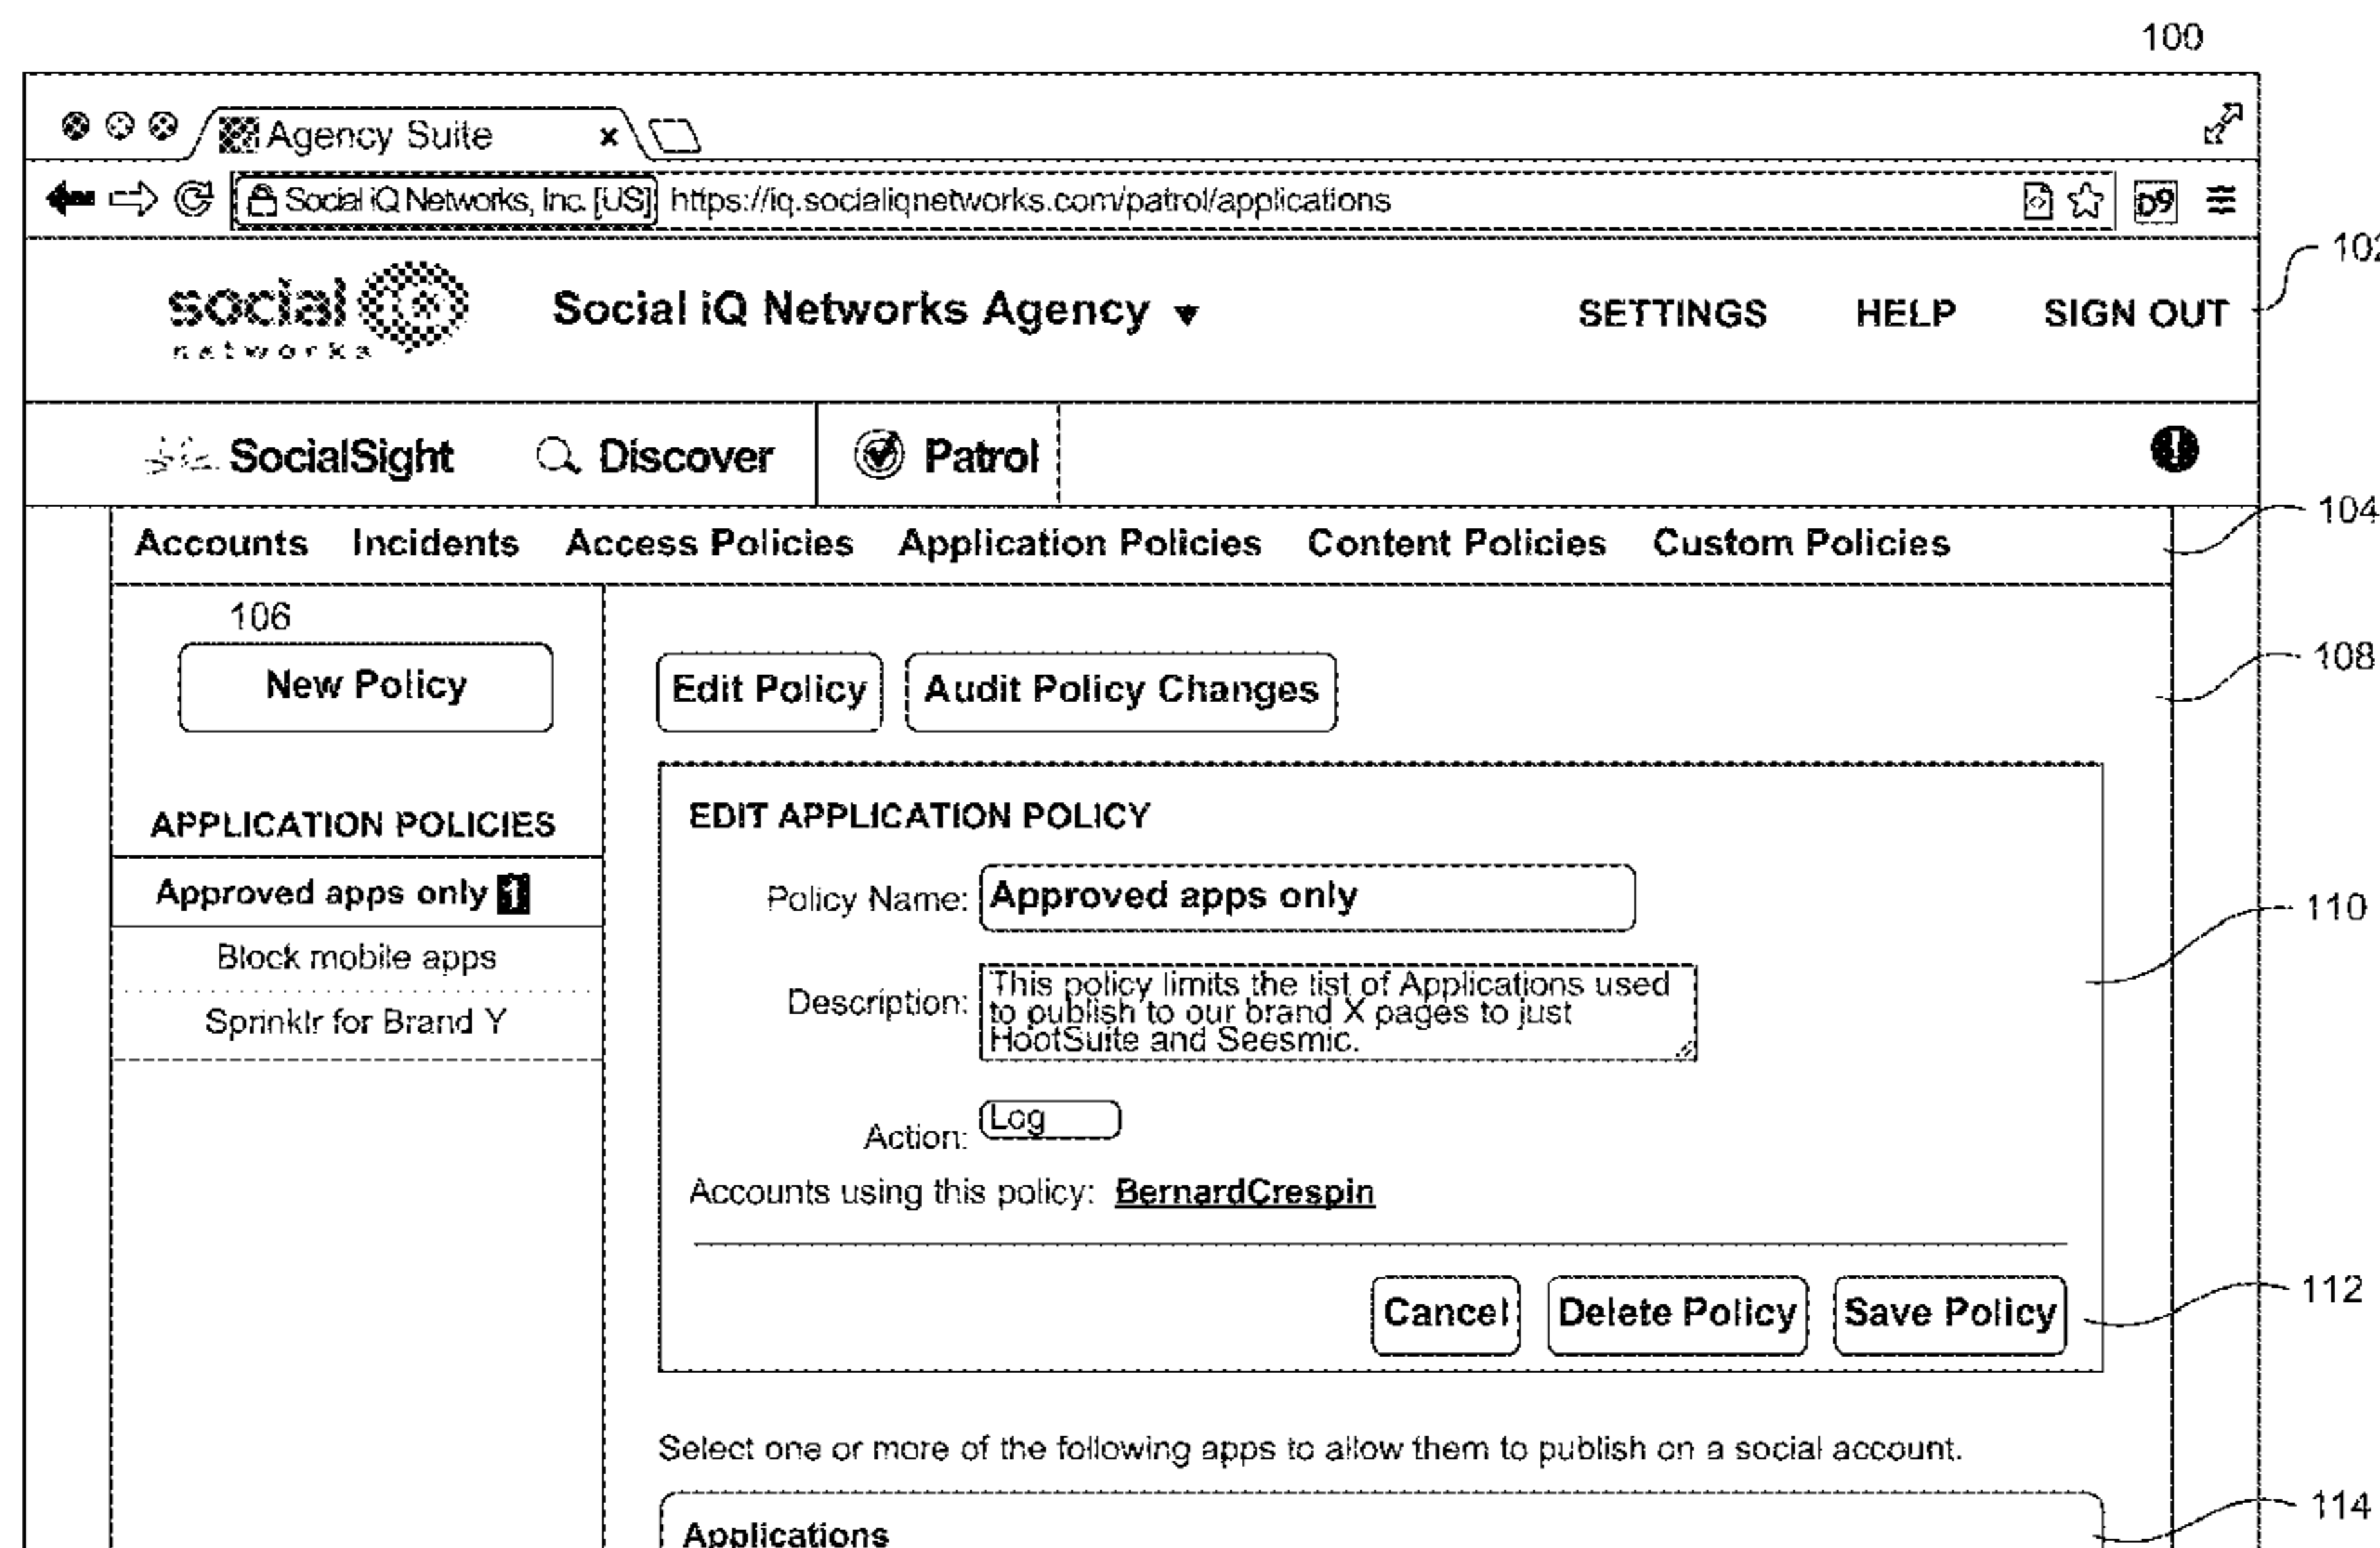 100
Agency Suite
Social iQ Networks, Inc. [US] https://iq.socialiqnetworks.com/patrol/applications
D9
102
social iQ
networks
Social iQ Networks Agency
SETTINGS HELP SIGN OUT
SocialSight Discover Patrol
104
Accounts Incidents Access Policies Application Policies Content Policies Custom Policies
106
New Policy
APPLICATION POLICIES
Approved apps only 1
Block mobile apps
Sprinklr for Brand Y
108
Edit Policy Audit Policy Changes
EDIT APPLICATION POLICY
Policy Name: Approved apps only
110
Description: This policy limits the list of Applications used
to publish to our brand X pages to just
HootSuite and Seesmic.
Action: Log
Accounts using this policy: BernardCrespin
Cancel Delete Policy Save Policy
112
Select one or more of the following apps to allow them to publish on a social account.
Applications
114